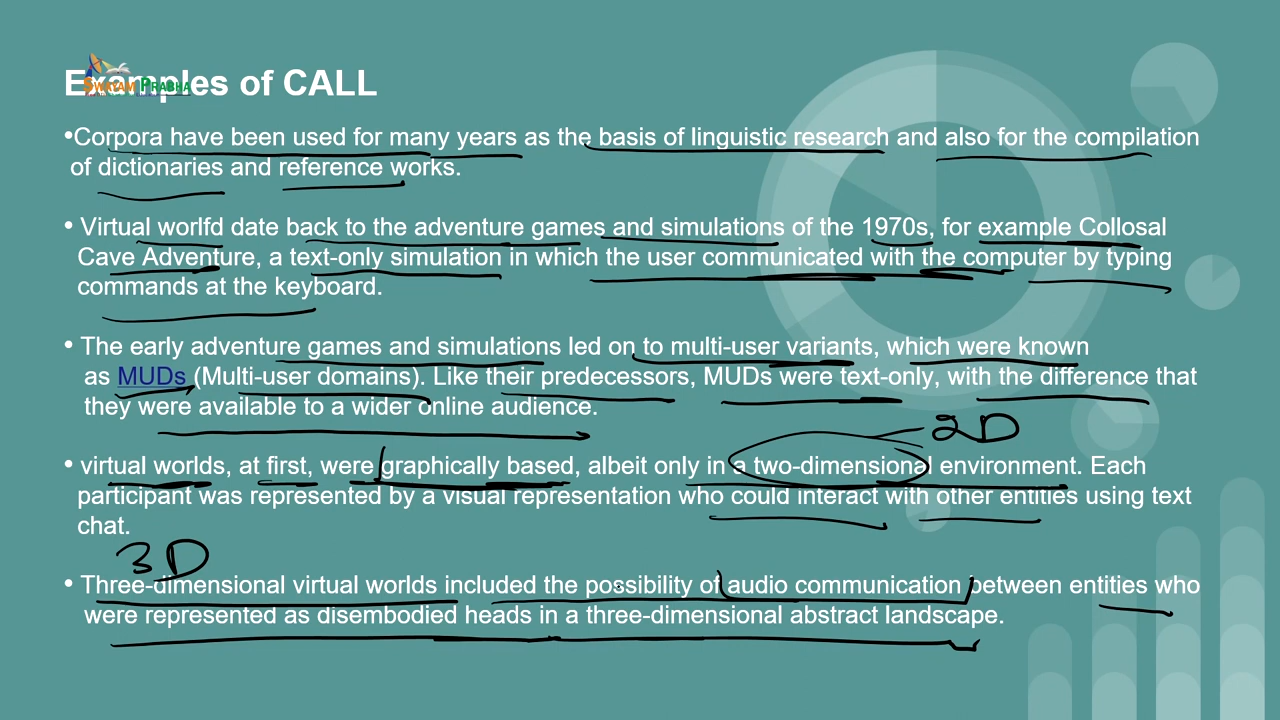 Examples of CALL
SWAYAM PRABHA
•Corpora have been used for many years as the basis of linguistic research and also for the compilation
of dictionaries and reference works.
• Virtual worlfd date back to the adventure games and simulations of the 1970s, for example Collosal
Cave Adventure, a text-only simulation in which the user communicated with the computer by typing
commands at the keyboard.
• The early adventure games and simulations led on to multi-user variants, which were known
as MUDs (Multi-user domains). Like their predecessors, MUDs were text-only, with the difference that
they were available to a wider online audience.
2D
• virtual worlds, at first, were graphically based, albeit only in a two-dimensional environment. Each
participant was represented by a visual representation who could interact with other entities using text
chat.
3D
• Three-dimensional virtual worlds included the possibility of audio communication between entities who
were represented as disembodied heads in a three-dimensional abstract landscape.